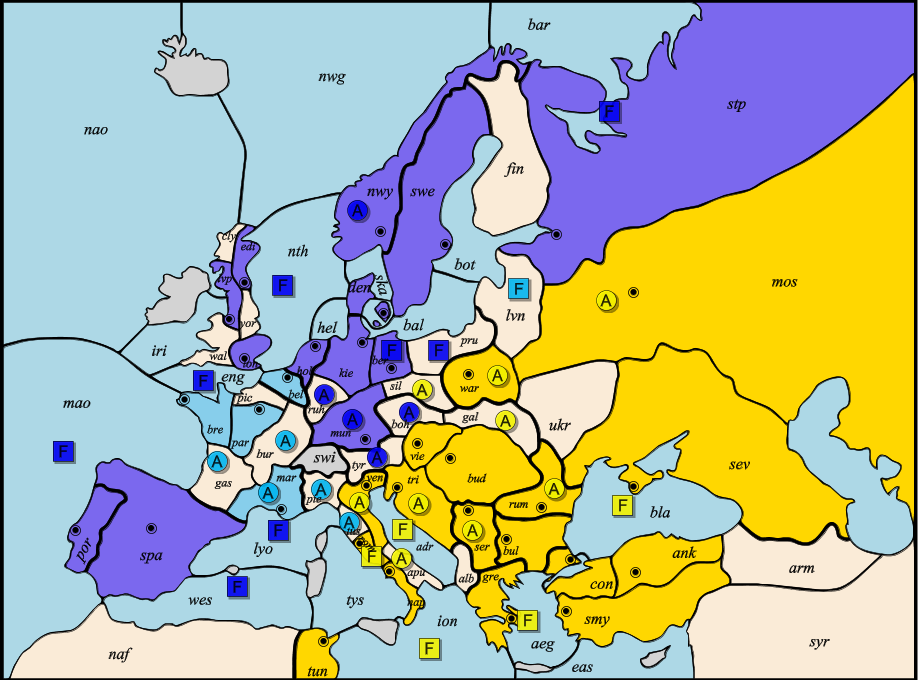 bar
nwg
stp
nao
fin
nwy
swe
cly
edi
nth
bot
mos
lvp
den
ska
lvn
yor
hel
bal
iri
wal
lon
pru
hol
kie
ber
eng
bel
sil
war
mao
pic
ruh
bre
par
mun
boh
gal
ukr
bur
swi
tyr
vie
sev
gas
mar
ven
tri
bud
pie
rum
tus
bla
por
spa
lyo
adr
ser
bul
ank
apu
alb
gre
con
arm
wes
tys
nap
ion
smy
aeg
syr
naf
tun
eas
F
A
F
F
A
F
F
F
A
A
A
A
A
A
A
F
A
A
A
A
A
A
A
A
F
F
F
A
F
A
F
F
F
F